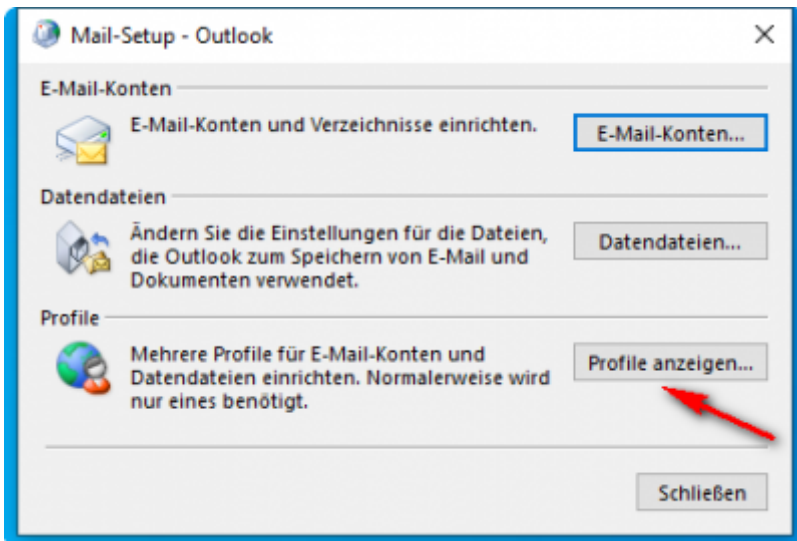 Mail-Setup - Outlook
E-Mail-Konten
E-Mail-Konten und Verzeichnisse einrichten.
E-Mail-Konten...
Datendateien
Ändern Sie die Einstellungen für die Dateien,
die Outlook zum Speichern von E-Mail und
Dokumenten verwendet.
Datendateien...
Profile
Mehrere Profile für E-Mail-Konten und
Datendateien einrichten. Normalerweise wird
nur eines benötigt.
Profile anzeigen...
Schließen